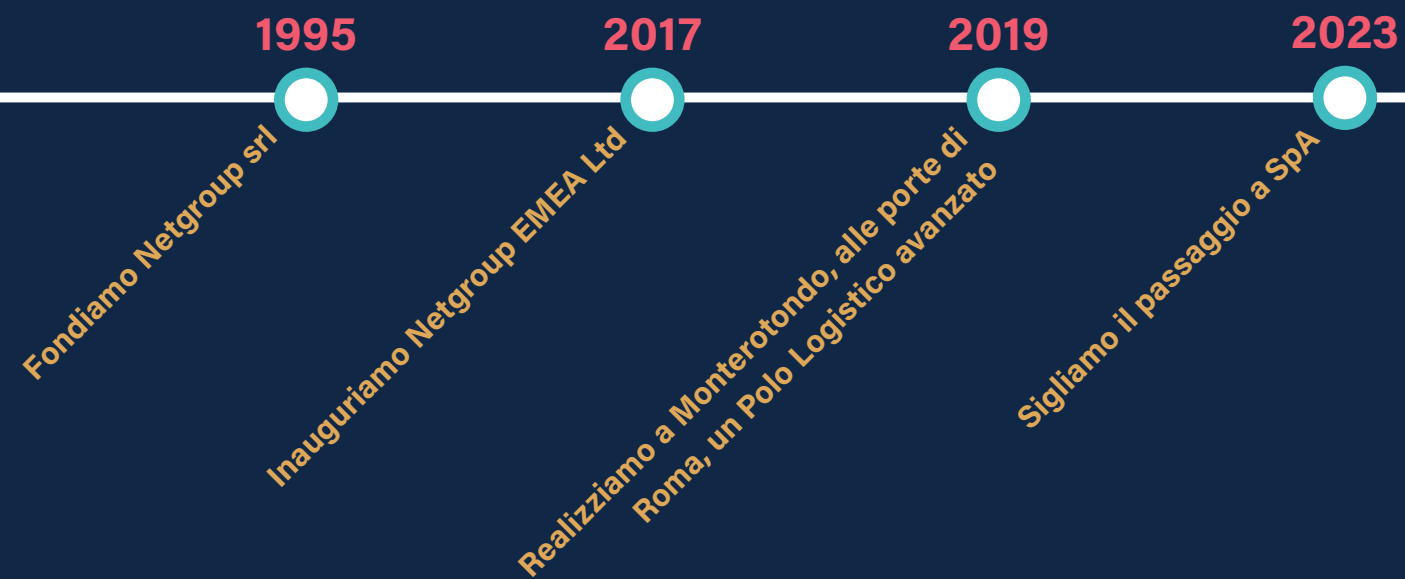 1995
Fondiamo Netgroup srl
2017
Inauguriamo Netgroup EMEA Ltd
2019
Realizziamo a Monterotondo, alle porte di
Roma, un Polo Logistico avanzato
2023
Sigliamo il passaggio a SpA